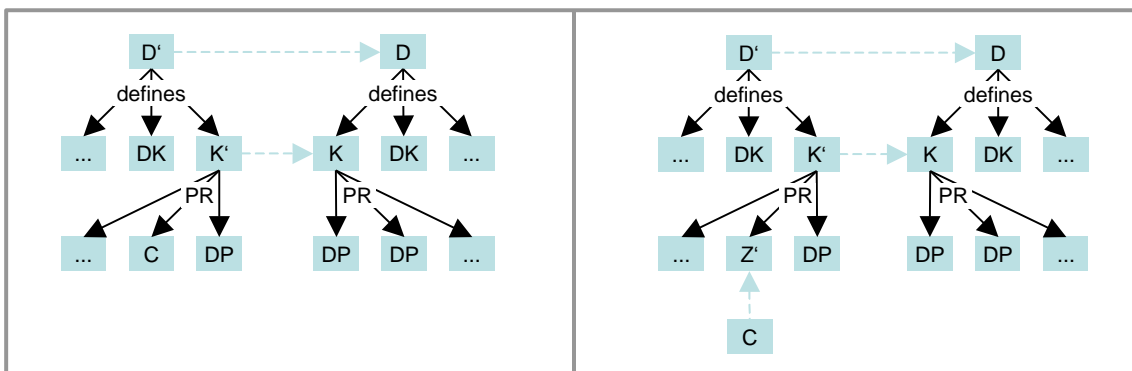 D‘ D
defines defines
... DK K‘ K DK ...
PR PR
... C DP DP DP ...
D‘ D
defines defines
... DK K‘ K DK ...
PR PR
... Z‘ DP DP DP ...
C